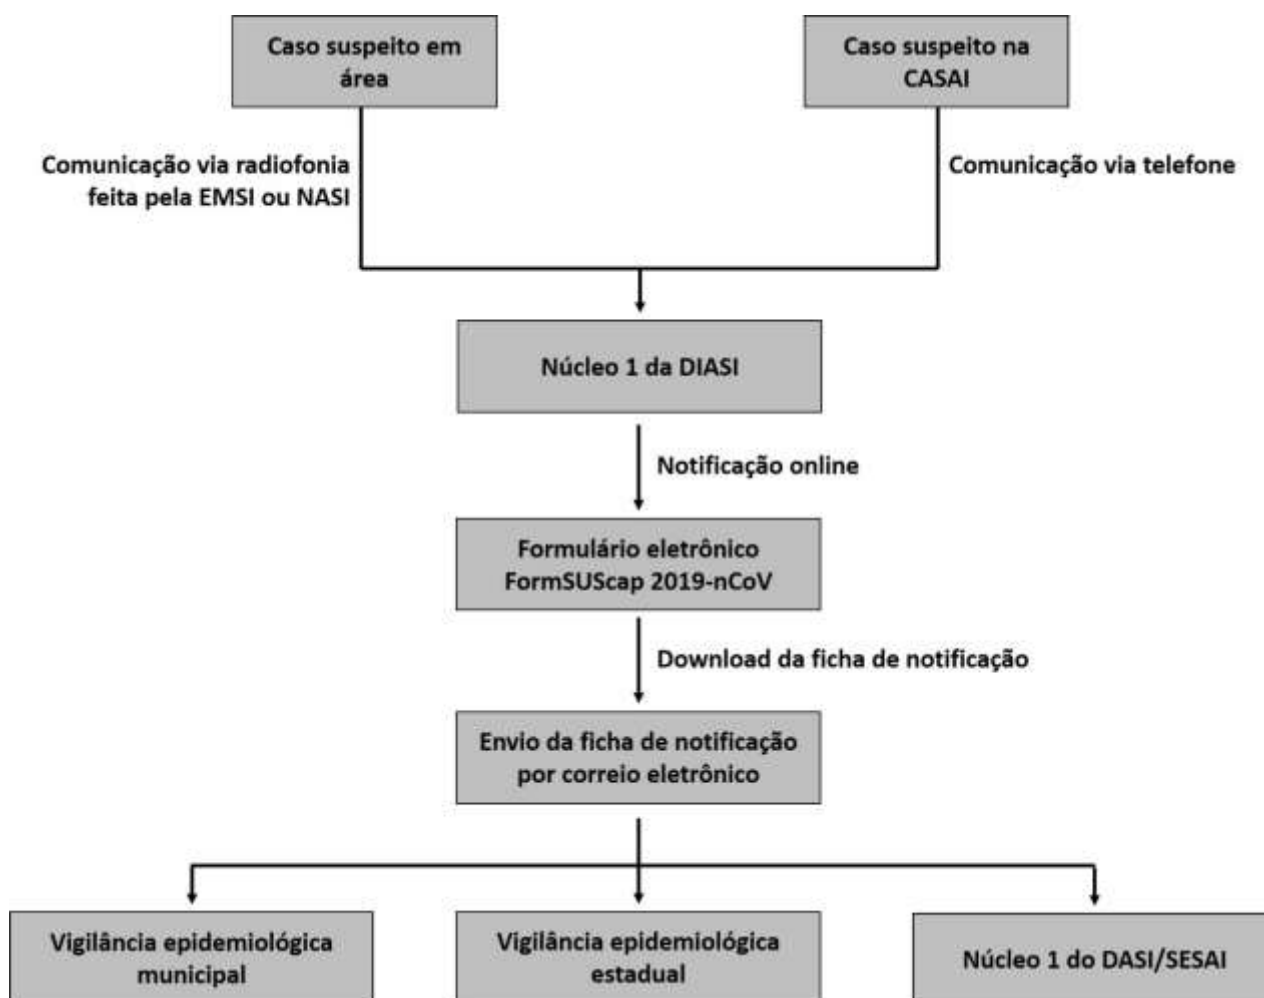 Caso suspeito em
área
Caso suspeito na
CASAI
Comunicação via radiofonia
feita pela EMSI ou NASI
Comunicação via telefone
Núcleo 1 da DIASI
Notificação online
Formulário eletrônico
FormSUScap 2019-nCoV
Download da ficha de notificação
Envio da ficha de notificação
por correio eletrônico
Vigilância epidemiológica
municipal
Vigilância epidemiológica
estadual
Núcleo 1 do DASI/SESAI